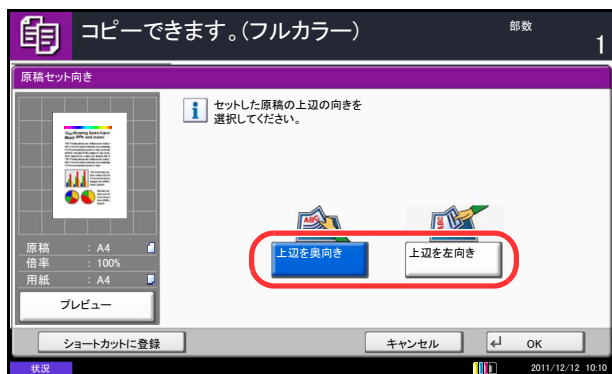 コピーできます。(フルカラー)
部数
1
原稿セット向き
セットした原稿の上辺の向きを
選択してください。
ABC
ABC
原稿 : A4
倍率 : 100%
用紙 : A4
上辺を奥向き
上辺を左向き
プレビュー
ショートカットに登録
キャンセル
OK
状況
2011/12/12 10:10